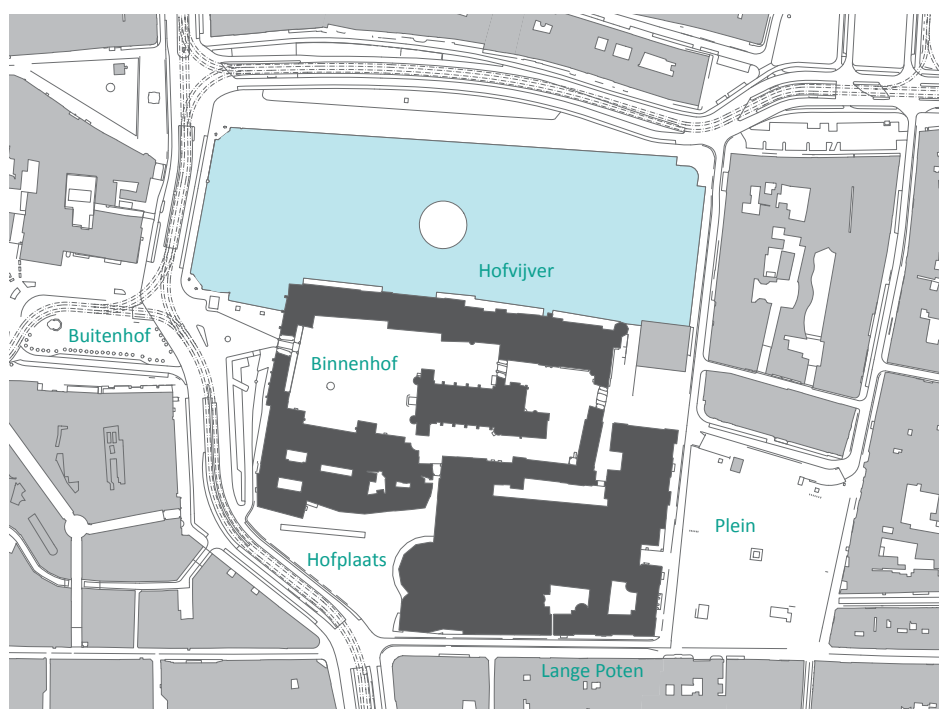 Hofvijver
Buitenhof
Binnenhof
Plein
Hofplaats
Lange Poten